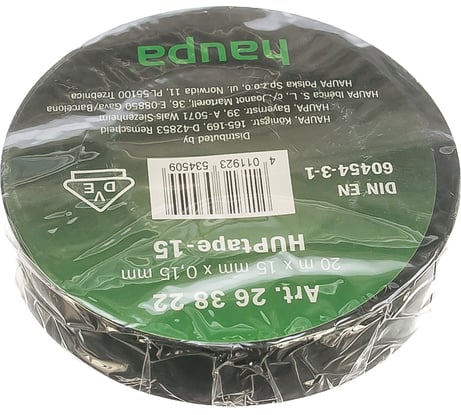 Art. 26 38 22
20 m x 15 mm x 0,15 mm
HUPtape-15
DIN EN
60454-3-1
4 011923 534509
D V E
Distributed by
HAUPA, Königstr. 165-169, D-42853 Remscheid
HAUPA, Bayernstr. 39, A-5071 Wals-Siezenheim
HAUPA Ibérica I. S. L., c/. Joanot Martorell, 36, E 08850 Gavà/Barcelona
HAUPA Polska Sp.z.o.o, ul. Norwida, 11, PL 55100 Trzebnica
haupa